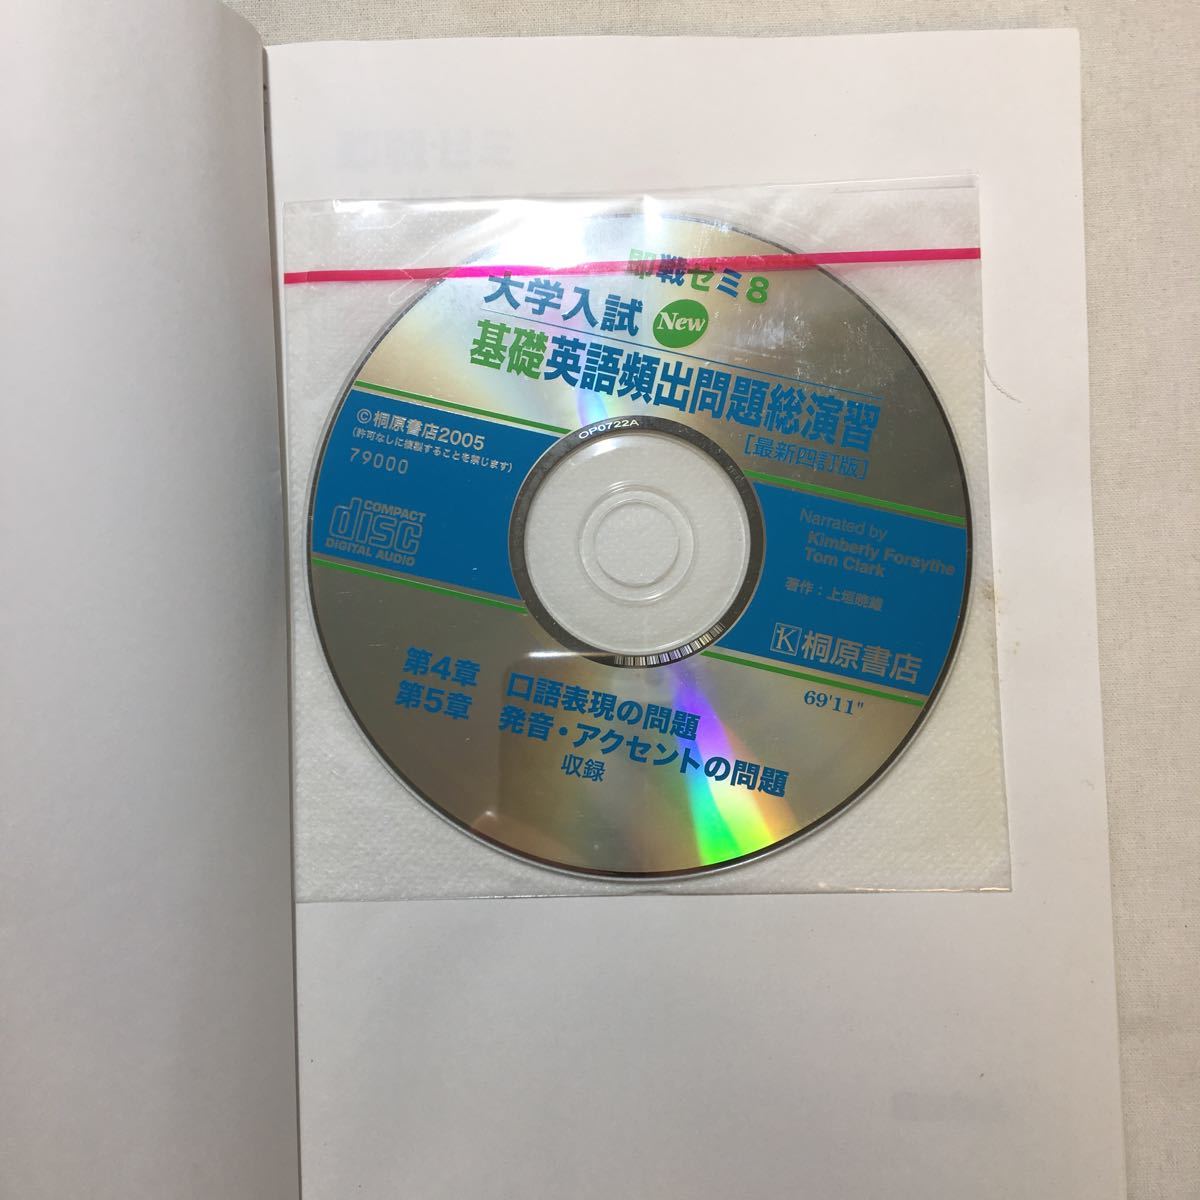 即戦ゼミ8
大学入試 New
基礎英語頻出問題総演習
[最新四訂版]
OP0722A
©桐原書店2005
(許可なしに複製することを禁じます)
79000
COMPACT
disc
DIGITAL AUDIO
Narrated by
Kimberly Forsythe
Tom Clark
著作:上垣暁雄
K 桐原書店
69'11"
第4章 口語表現の問題
第5章 発音・アクセントの問題
収録